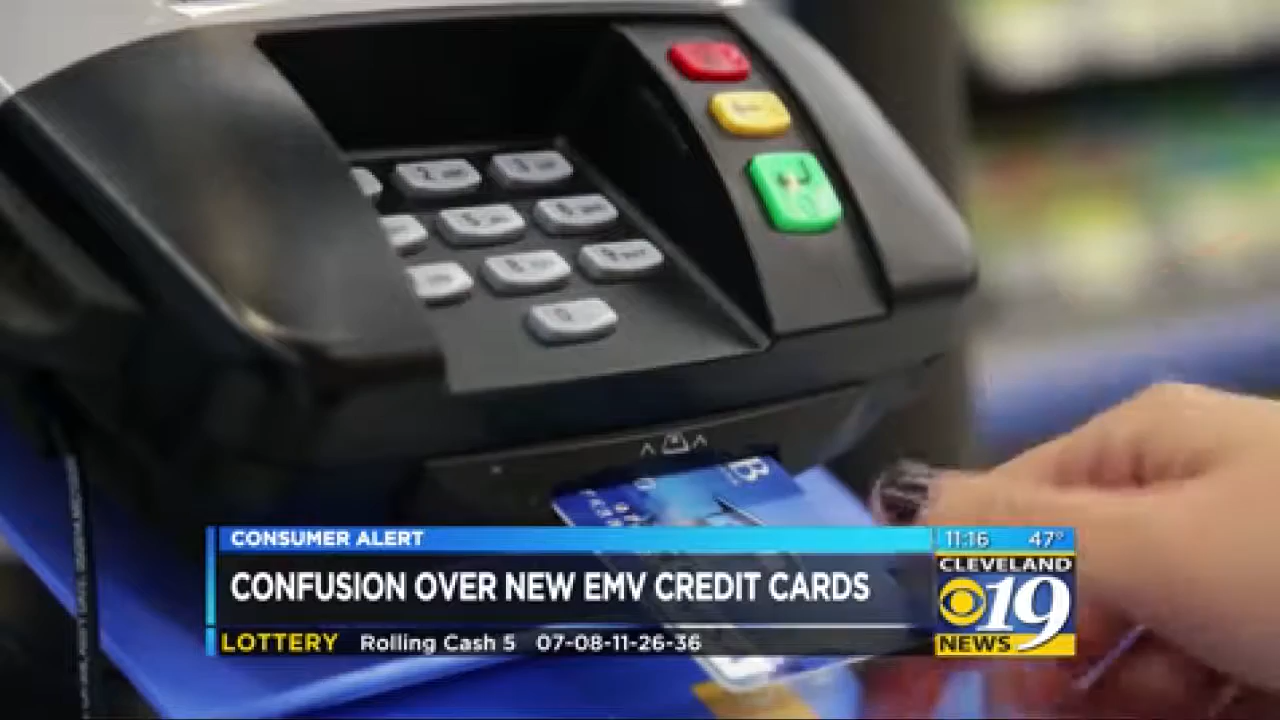 CONSUMER ALERT
11:16 47°
CONFUSION OVER NEW EMV CREDIT CARDS
CLEVELAND
19
NEWS
LOTTERY Rolling Cash 5 07-08-11-26-36